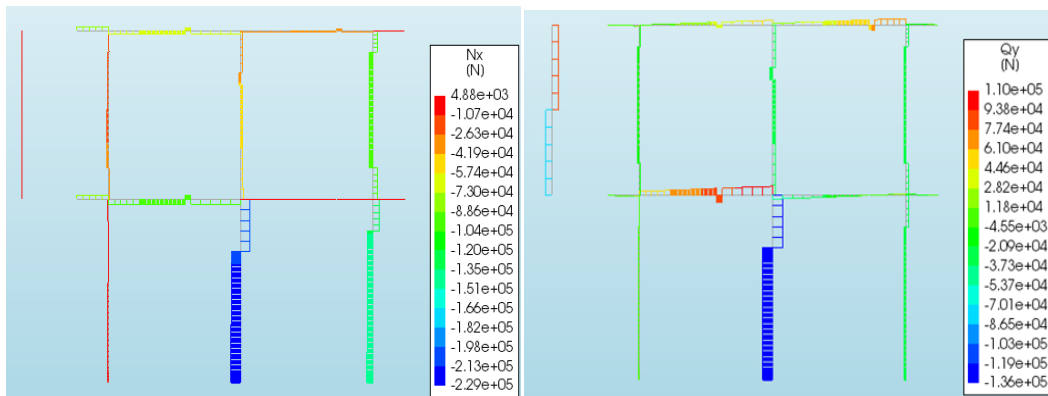 Nx
(N)
4.88e+03
-1.07e+04
-2.63e+04
-4.19e+04
-5.74e+04
-7.30e+04
-8.86e+04
-1.04e+05
-1.20e+05
-1.35e+05
-1.51e+05
-1.66e+05
-1.82e+05
-1.98e+05
-2.13e+05
-2.29e+05
Qy
(N)
1.10e+05
9.38e+04
7.74e+04
6.10e+04
4.46e+04
2.82e+04
1.18e+04
-4.55e+03
-2.09e+04
-3.73e+04
-5.37e+04
-7.01e+04
-8.65e+04
-1.03e+05
-1.19e+05
-1.36e+05